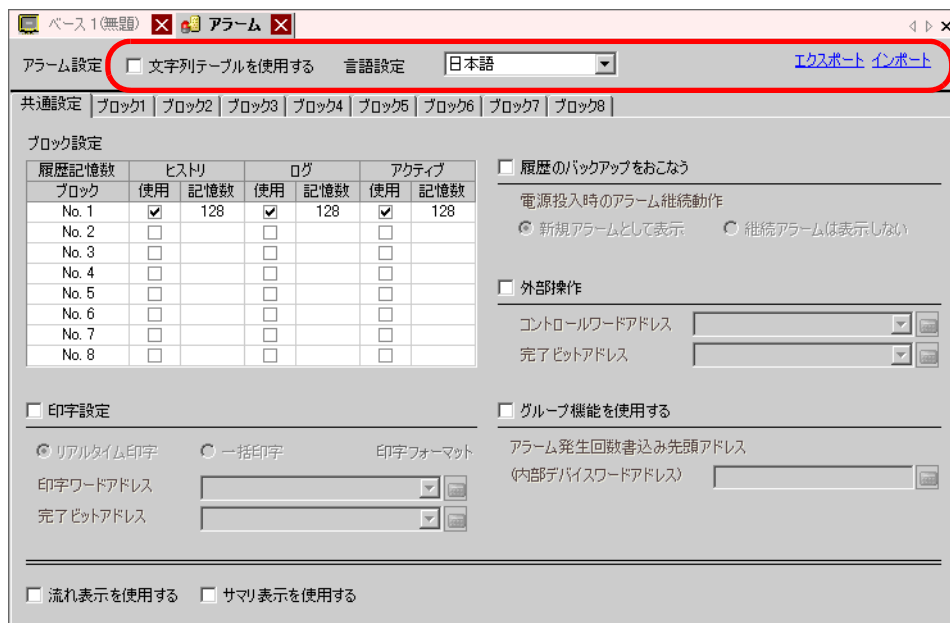 ベース 1(無題) アラーム
アラーム設定 文字列テーブルを使用する 言語設定 日本語 エクスポート インポート
共通設定 ブロック1 ブロック2 ブロック3 ブロック4 ブロック5 ブロック6 ブロック7 ブロック8
ブロック設定
履歴記憶数 ヒストリ ログ アクティブ
ブロック 使用 記憶数 使用 記憶数 使用 記憶数
No. 1 128 128 128
No. 2
No. 3
No. 4
No. 5
No. 6
No. 7
No. 8
履歴のバックアップをおこなう
電源投入時のアラーム継続動作
新規アラームとして表示 継続アラームは表示しない
外部操作
コントロールワードアドレス
完了ビットアドレス
印字設定
リアルタイム印字 一括印字 印字フォーマット
印字ワードアドレス
完了ビットアドレス
グループ機能を使用する
アラーム発生回数書込み先頭アドレス
(内部デバイスワードアドレス)
流れ表示を使用する サマリ表示を使用する